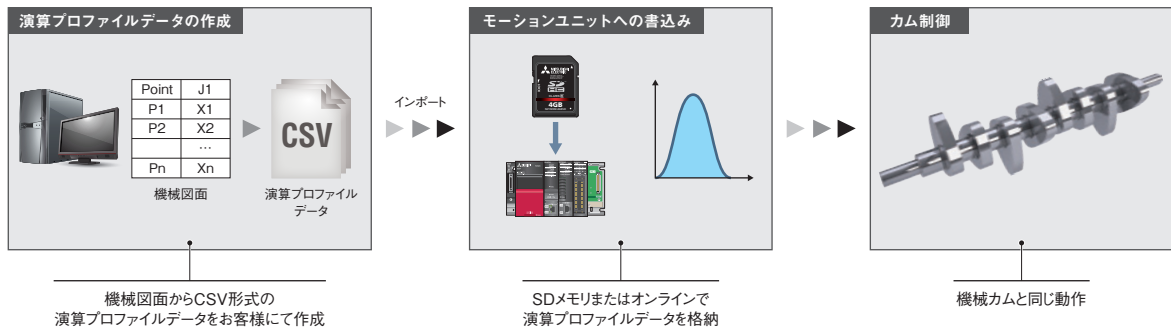 演算プロファイルデータの作成
Point J1
P1 X1
P2 X2
…
Pn Xn
機械図面
CSV
演算プロファイル
データ
機械図面からCSV形式の
演算プロファイルデータをお客様にて作成
インポート
モーションユニットへの書込み
MITSUBISHI
ELECTRIC
SD
HC
4GB
SDメモリまたはオンラインで
演算プロファイルデータを格納
カム制御
機械カムと同じ動作